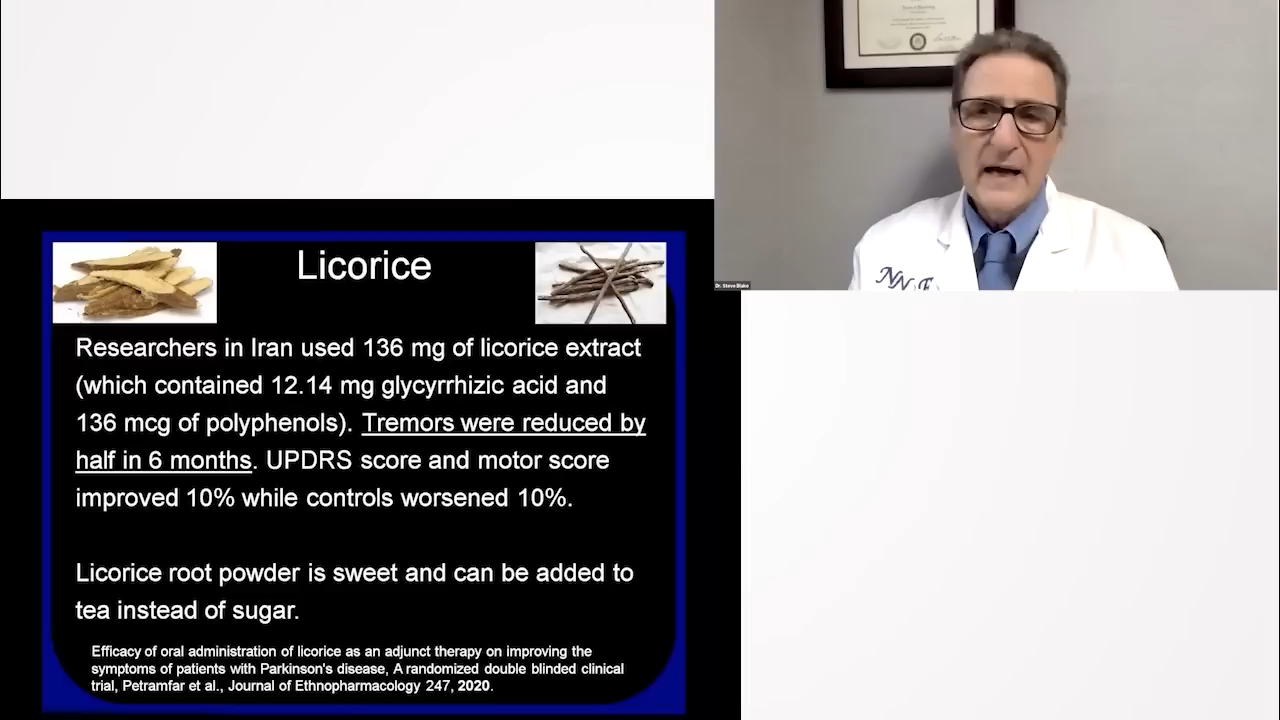 Licorice
Researchers in Iran used 136 mg of licorice extract
(which contained 12.14 mg glycyrrhizic acid and
136 mcg of polyphenols). Tremors were reduced by
half in 6 months. UPDRS score and motor score
improved 10% while controls worsened 10%.
Licorice root powder is sweet and can be added to
tea instead of sugar.
Efficacy of oral administration of licorice as an adjunct therapy on improving the
symptoms of patients with Parkinson's disease, A randomized double blinded clinical
trial, Petramfar et al., Journal of Ethnopharmacology 247, 2020.
Dr. Steve Blake